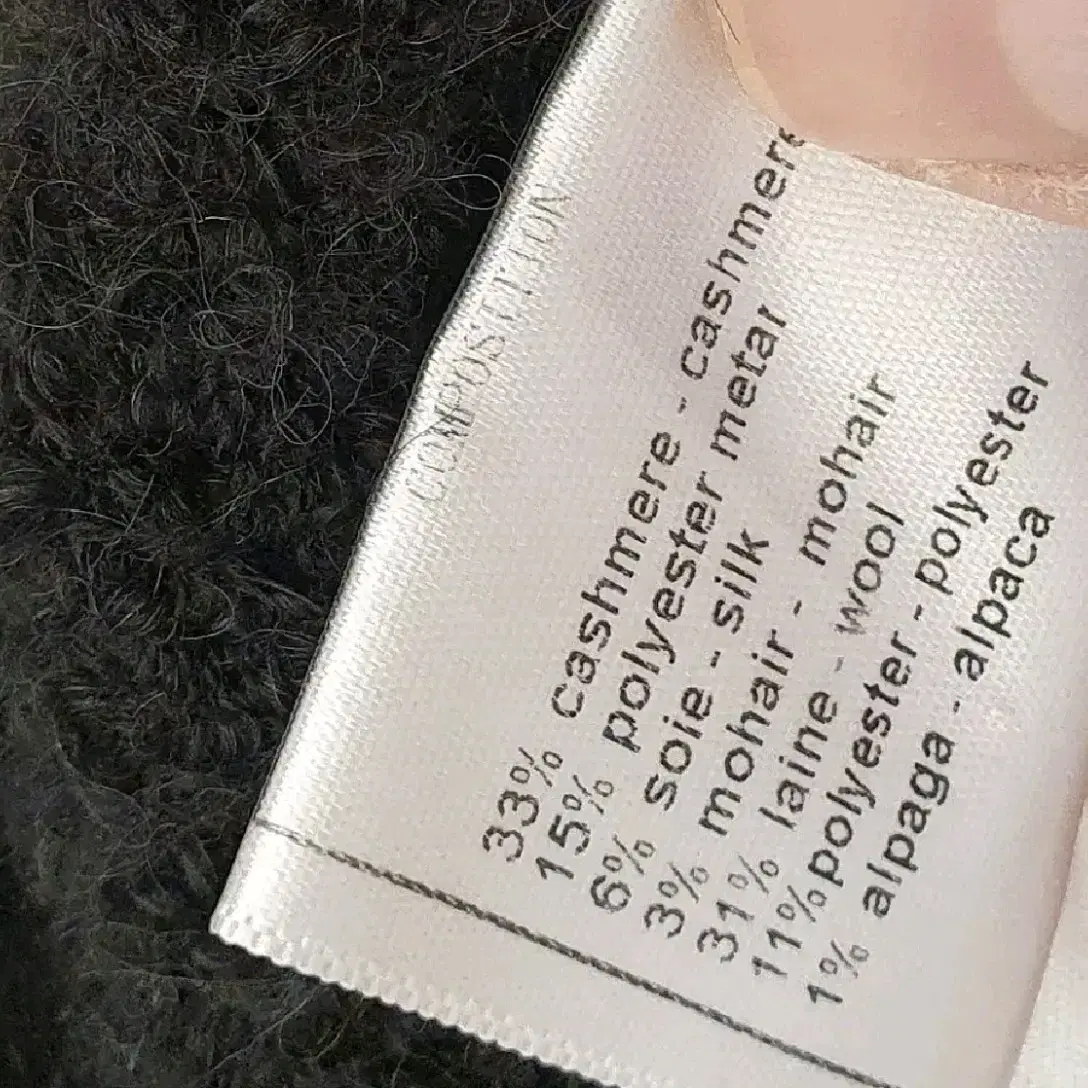 COMPOSITION
33% cashmere - cashmere
15% polyester metar
6% soie - silk
3% mohair - mohair
31% laine - wool
11%polyester - polyester
1% alpaga - alpaca